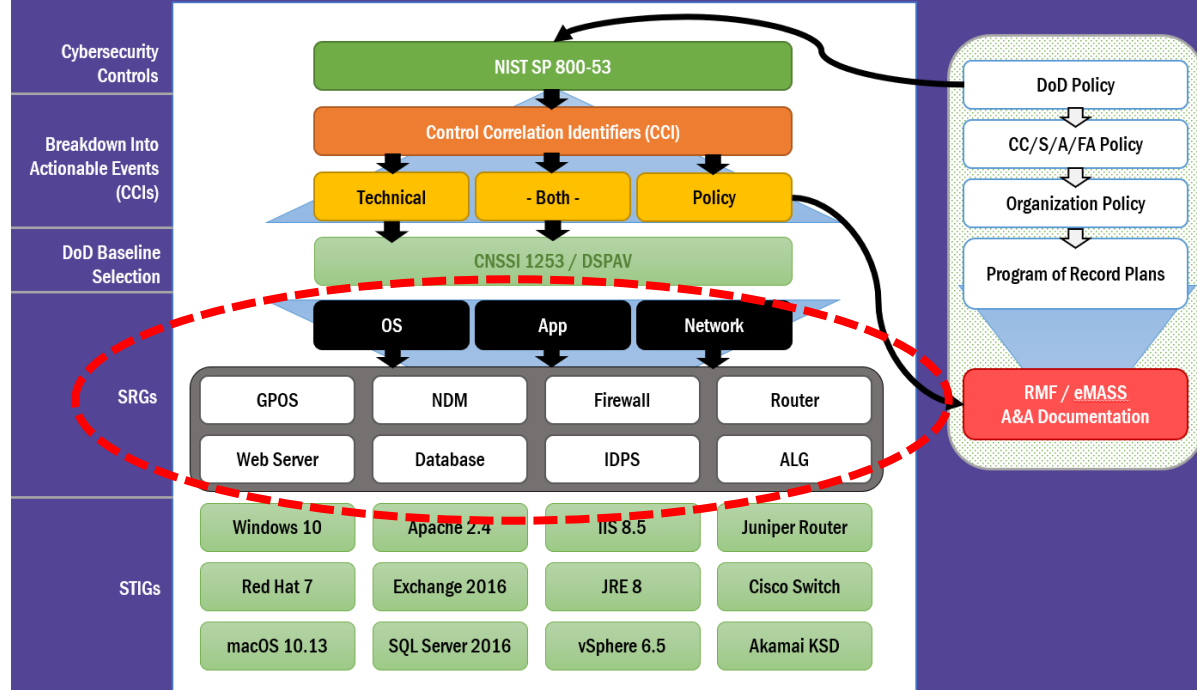 Cybersecurity
Controls
NIST SP 800-53
DoD Policy
Breakdown Into
Actionable Events
(CCIs)
Control Correlation Identifiers (CCI)
CC/S/A/FA Policy
Technical
- Both -
Policy
Organization Policy
DoD Baseline
Selection
CNSSI 1253 / DSPAV
Program of Record Plans
SRGs
OS
App
Network
GPOS
NDM
Firewall
Router
Web Server
Database
IDPS
ALG
RMF / eMASS
A&A Documentation
STIGs
Windows 10
Apache 2.4
IIS 8.5
Juniper Router
Red Hat 7
Exchange 2016
JRE 8
Cisco Switch
macOS 10.13
SQL Server 2016
vSphere 6.5
Akamai KSD